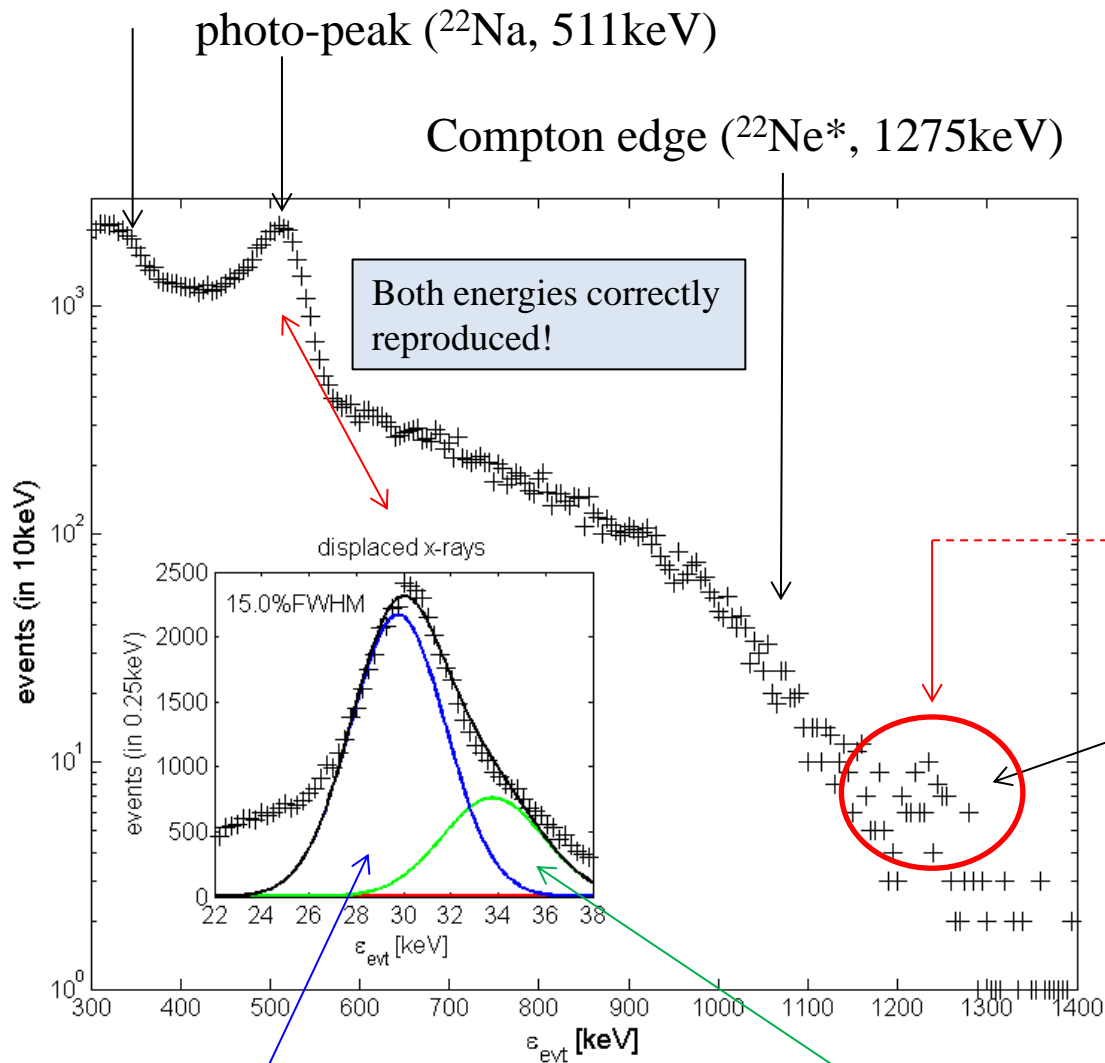 photo-peak (²²Na, 511keV)
Compton edge (²²Ne*, 1275keV)
Both energies correctly
reproduced!
events (in 10keV)
10³
10²
10¹
10⁰
300 400 500 600 700 800 900 1000 1100 1200 1300 1400
ε_evt [keV]
displaced x-rays
15.0%FWHM
events (in 0.25keV)
2500
2000
1500
1000
500
0
22 24 26 28 30 32 34 36 38
ε_evt [keV]